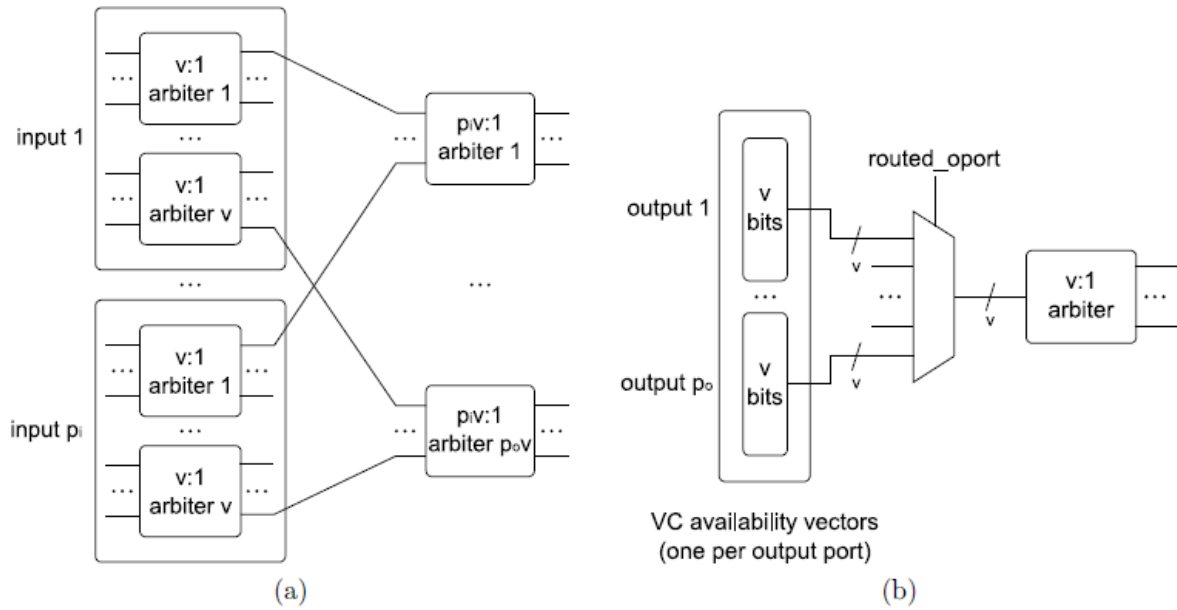 input 1
v:1
arbiter 1
...
...
...
v:1
arbiter v
...
...
...
input pᵢ
v:1
arbiter 1
...
...
...
v:1
arbiter v
...
...
...
pᵢv:1
arbiter 1
...
...
pᵢv:1
arbiter pₒv
...
(a)
routed_oport
output 1
v
bits
...
output pₒ
v
bits
v
...
v
v
v:1
arbiter
...
VC availability vectors
(one per output port)
(b)